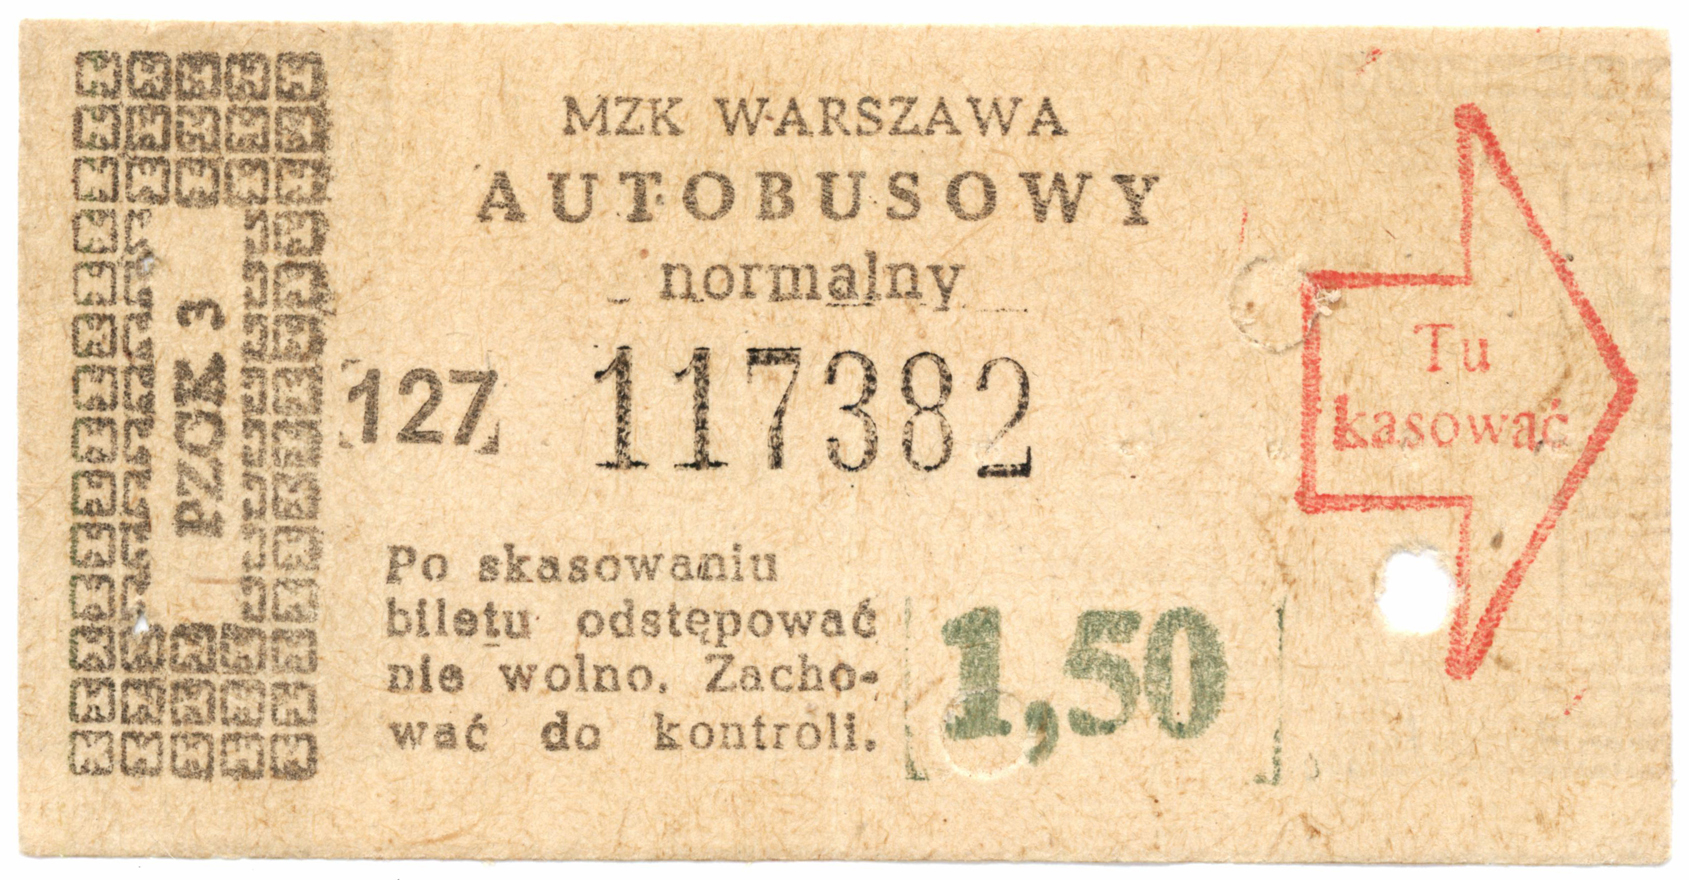 MZK WARSZAWA
AUTOBUSOWY
normalny
127 117382
PZGK 3
Po skasowaniu
biletu odstępować
nie wolno. Zacho-
wać do kontroli.
1,50
Tu
kasować